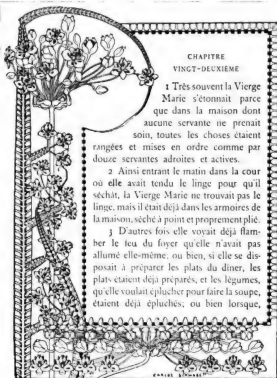 CHAPITRE
VINGT-DEUXIÈME
1 Très souvent la Vierge
Marie s'étonnait parce
que dans la maison dont
aucune servante ne prenait
soin, toutes les choses étaient
rangées et mises en ordre comme par
douze servantes adroites et actives.
2 Ainsi entrant le matin dans la cour
où elle avait tendu le linge pour qu'il
séchât, la Vierge Marie ne trouvait pas le
linge, mais il était déjà dans les armoires de
la maison, séché à point et proprement plié.
3 D'autres fois elle voyait déjà flam-
ber le feu du foyer qu'elle n'avait pas
allumé elle-même, ou bien, si elle se dis-
posait à préparer les plats du dîner, les
plats étaient déjà préparés, et les légumes,
qu'elle voulait éplucher pour faire la soupe,
étaient déjà épluchés; ou bien lorsque,